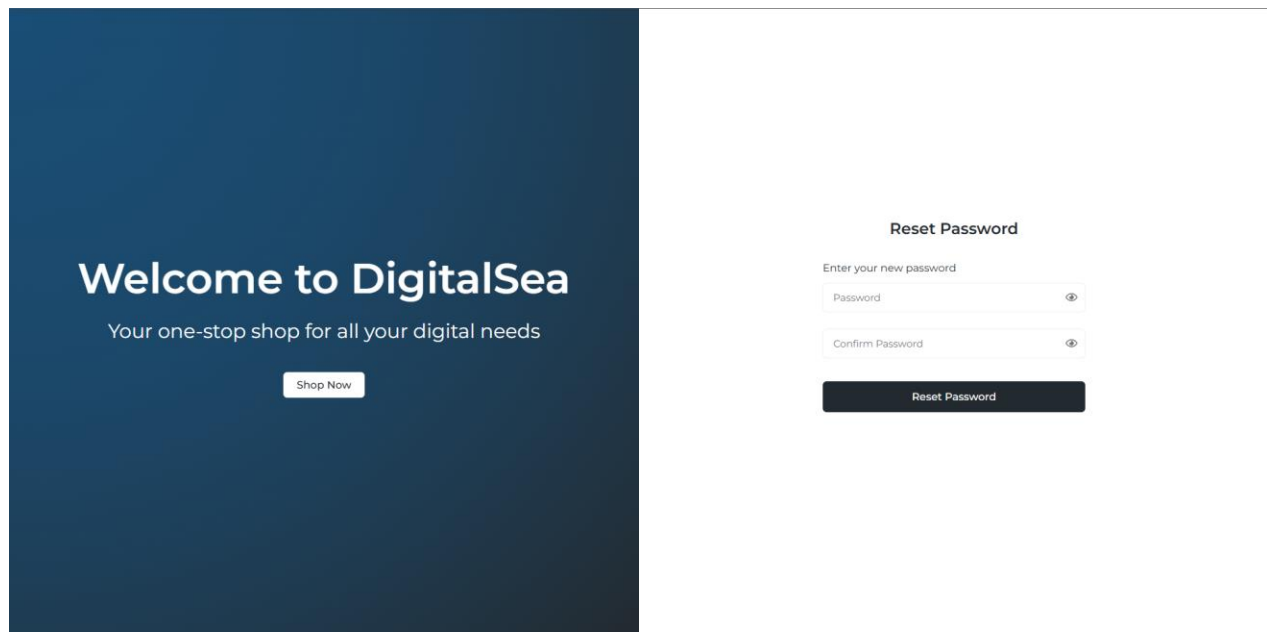 Welcome to DigitalSea
Your one-stop shop for all your digital needs
Shop Now
Reset Password
Enter your new password
Password
Confirm Password
Reset Password